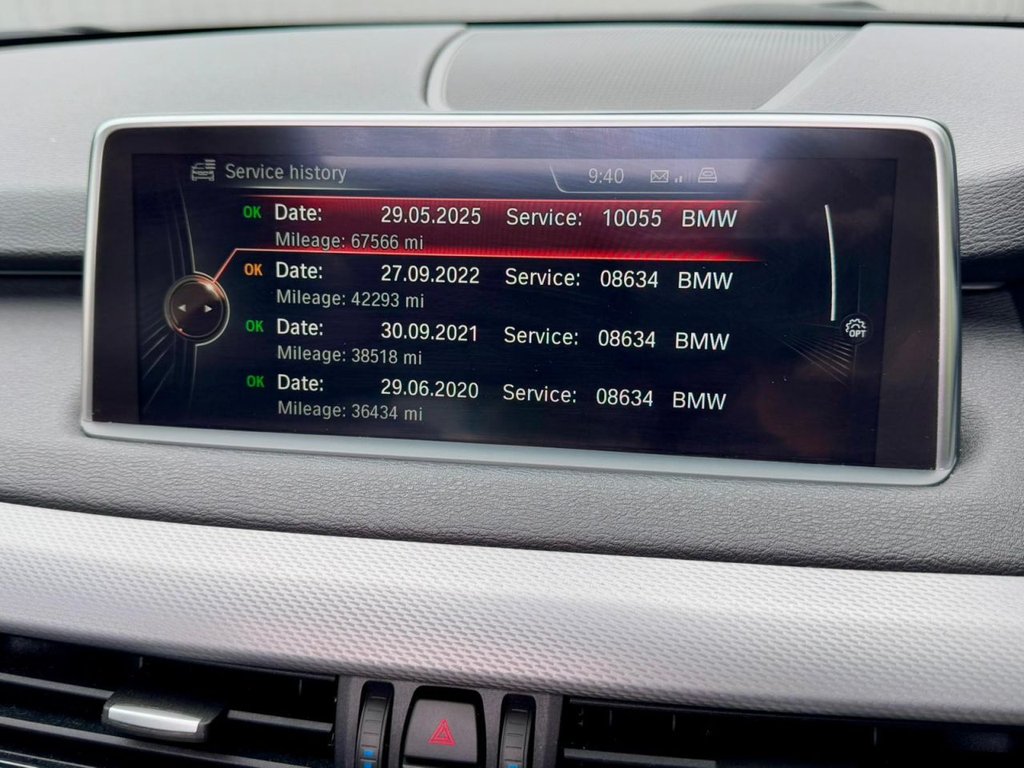 Service history 9:40
OK Date: 29.05.2025 Service: 10055 BMW
Mileage: 67566 mi
OK Date: 27.09.2022 Service: 08634 BMW
Mileage: 42293 mi
OK Date: 30.09.2021 Service: 08634 BMW
Mileage: 38518 mi
OK Date: 29.06.2020 Service: 08634 BMW
Mileage: 36434 mi
OPT